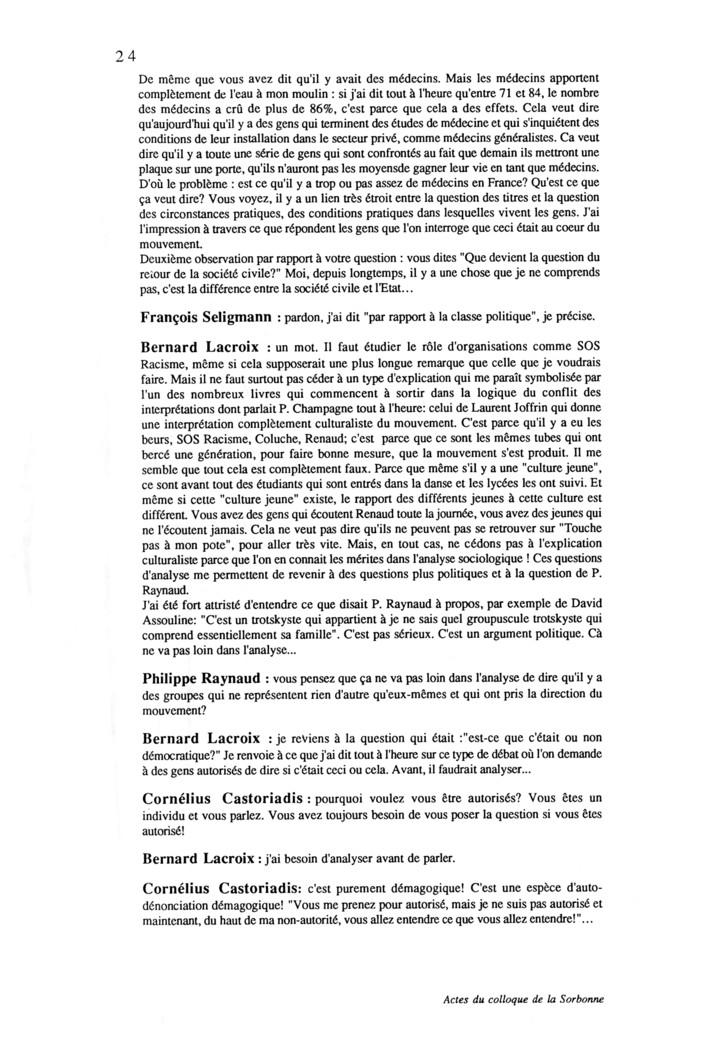 24
De même que vous avez dit qu'il y avait des médecins. Mais les médecins apportent
complètement de l'eau à mon moulin : si j'ai dit tout à l'heure qu'entre 71 et 84, le nombre
des médecins a crû de plus de 86%, c'est parce que cela a des effets. Cela veut dire
qu'aujourd'hui qu'il y a des gens qui terminent des études de médecine et qui s'inquiétent des
conditions de leur installation dans le secteur privé, comme médecins généralistes. Ca veut
dire qu'il y a toute une série de gens qui sont confrontés au fait que demain ils mettront une
plaque sur une porte, qu'ils n'auront pas les moyensde gagner leur vie en tant que médecins.
D'où le problème : est ce qu'il y a trop ou pas assez de médecins en France? Qu'est ce que
ça veut dire? Vous voyez, il y a un lien très étroit entre la question des titres et la question
des circonstances pratiques, des conditions pratiques dans lesquelles vivent les gens. J'ai
l'impression à travers ce que répondent les gens que l'on interroge que ceci était au coeur du
mouvement.
Deuxième observation par rapport à votre question : vous dites "Que devient la question du
retour de la société civile?" Moi, depuis longtemps, il y a une chose que je ne comprends
pas, c'est la différence entre la société civile et l'Etat...
François Seligmann : pardon, j'ai dit "par rapport à la classe politique", je précise.
Bernard Lacroix : un mot. Il faut étudier le rôle d'organisations comme SOS
Racisme, même si cela supposerait une plus longue remarque que celle que je voudrais
faire. Mais il ne faut surtout pas céder à un type d'explication qui me paraît symbolisée par
l'un des nombreux livres qui commencent à sortir dans la logique du conflit des
interprétations dont parlait P. Champagne tout à l'heure: celui de Laurent Joffrin qui donne
une interprétation complètement culturaliste du mouvement. C'est parce qu'il y a eu les
beurs, SOS Racisme, Coluche, Renaud; c'est parce que ce sont les mêmes tubes qui ont
bercé une génération, pour faire bonne mesure, que la mouvement s'est produit. Il me
semble que tout cela est complètement faux. Parce que même s'il y a une "culture jeune",
ce sont avant tout des étudiants qui sont entrés dans la danse et les lycées les ont suivi. Et
même si cette "culture jeune" existe, le rapport des différents jeunes à cette culture est
différent. Vous avez des gens qui écoutent Renaud toute la journée, vous avez des jeunes qui
ne l'écoutent jamais. Cela ne veut pas dire qu'ils ne peuvent pas se retrouver sur "Touche
pas à mon pote", pour aller très vite. Mais, en tout cas, ne cédons pas à l'explication
culturaliste parce que l'on en connait les mérites dans l'analyse sociologique ! Ces questions
d'analyse me permettent de revenir à des questions plus politiques et à la question de P.
Raynaud.
J'ai été fort attristé d'entendre ce que disait P. Raynaud à propos, par exemple de David
Assouline: "C'est un trotskyste qui appartient à je ne sais quel groupuscule trotskyste qui
comprend essentiellement sa famille". C'est pas sérieux. C'est un argument politique. Cà
ne va pas loin dans l'analyse...
Philippe Raynaud : vous pensez que ça ne va pas loin dans l'analyse de dire qu'il y a
des groupes qui ne représentent rien d'autre qu'eux-mêmes et qui ont pris la direction du
mouvement?
Bernard Lacroix : je reviens à la question qui était :"est-ce que c'était ou non
démocratique?" Je renvoie à ce que j'ai dit tout à l'heure sur ce type de débat où l'on demande
à des gens autorisés de dire si c'était ceci ou cela. Avant, il faudrait analyser...
Cornélius Castoriadis : pourquoi voulez vous être autorisés? Vous êtes un
individu et vous parlez. Vous avez toujours besoin de vous poser la question si vous êtes
autorisé!
Bernard Lacroix : j'ai besoin d'analyser avant de parler.
Cornélius Castoriadis: c'est purement démagogique! C'est une espèce d'auto-
dénonciation démagogique! "Vous me prenez pour autorisé, mais je ne suis pas autorisé et
maintenant, du haut de ma non-autorité, vous allez entendre ce que vous allez entendre!"...
Actes du colloque de la Sorbonne